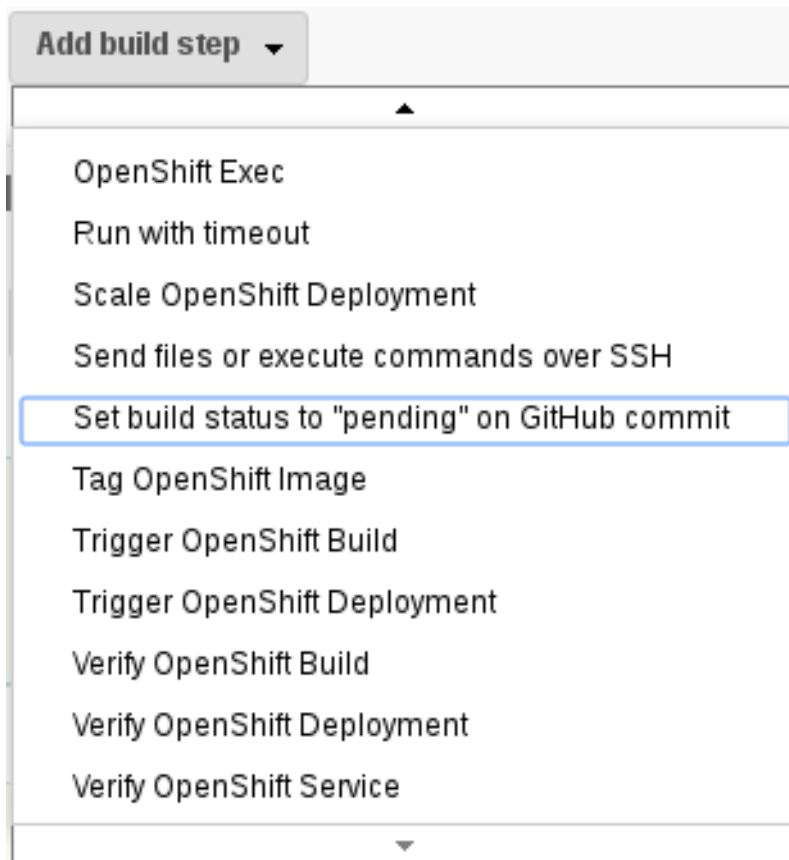 Add build step
OpenShift Exec
Run with timeout
Scale OpenShift Deployment
Send files or execute commands over SSH
Set build status to "pending" on GitHub commit
Tag OpenShift Image
Trigger OpenShift Build
Trigger OpenShift Deployment
Verify OpenShift Build
Verify OpenShift Deployment
Verify OpenShift Service